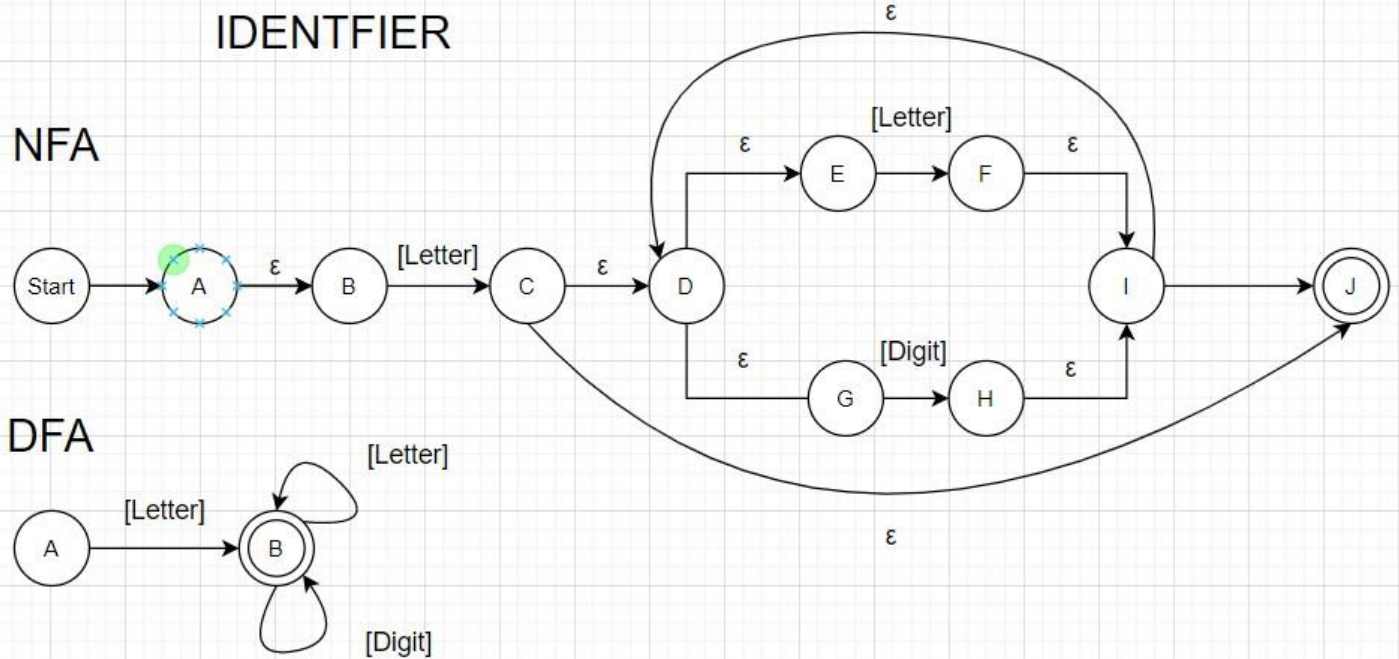 IDENTFIER
ε
NFA
[Letter]
ε
ε
E
F
Start
A
ε
B
[Letter]
C
ε
D
I
J
ε
[Digit]
ε
G
H
ε
DFA
[Letter]
A
[Letter]
B
[Digit]